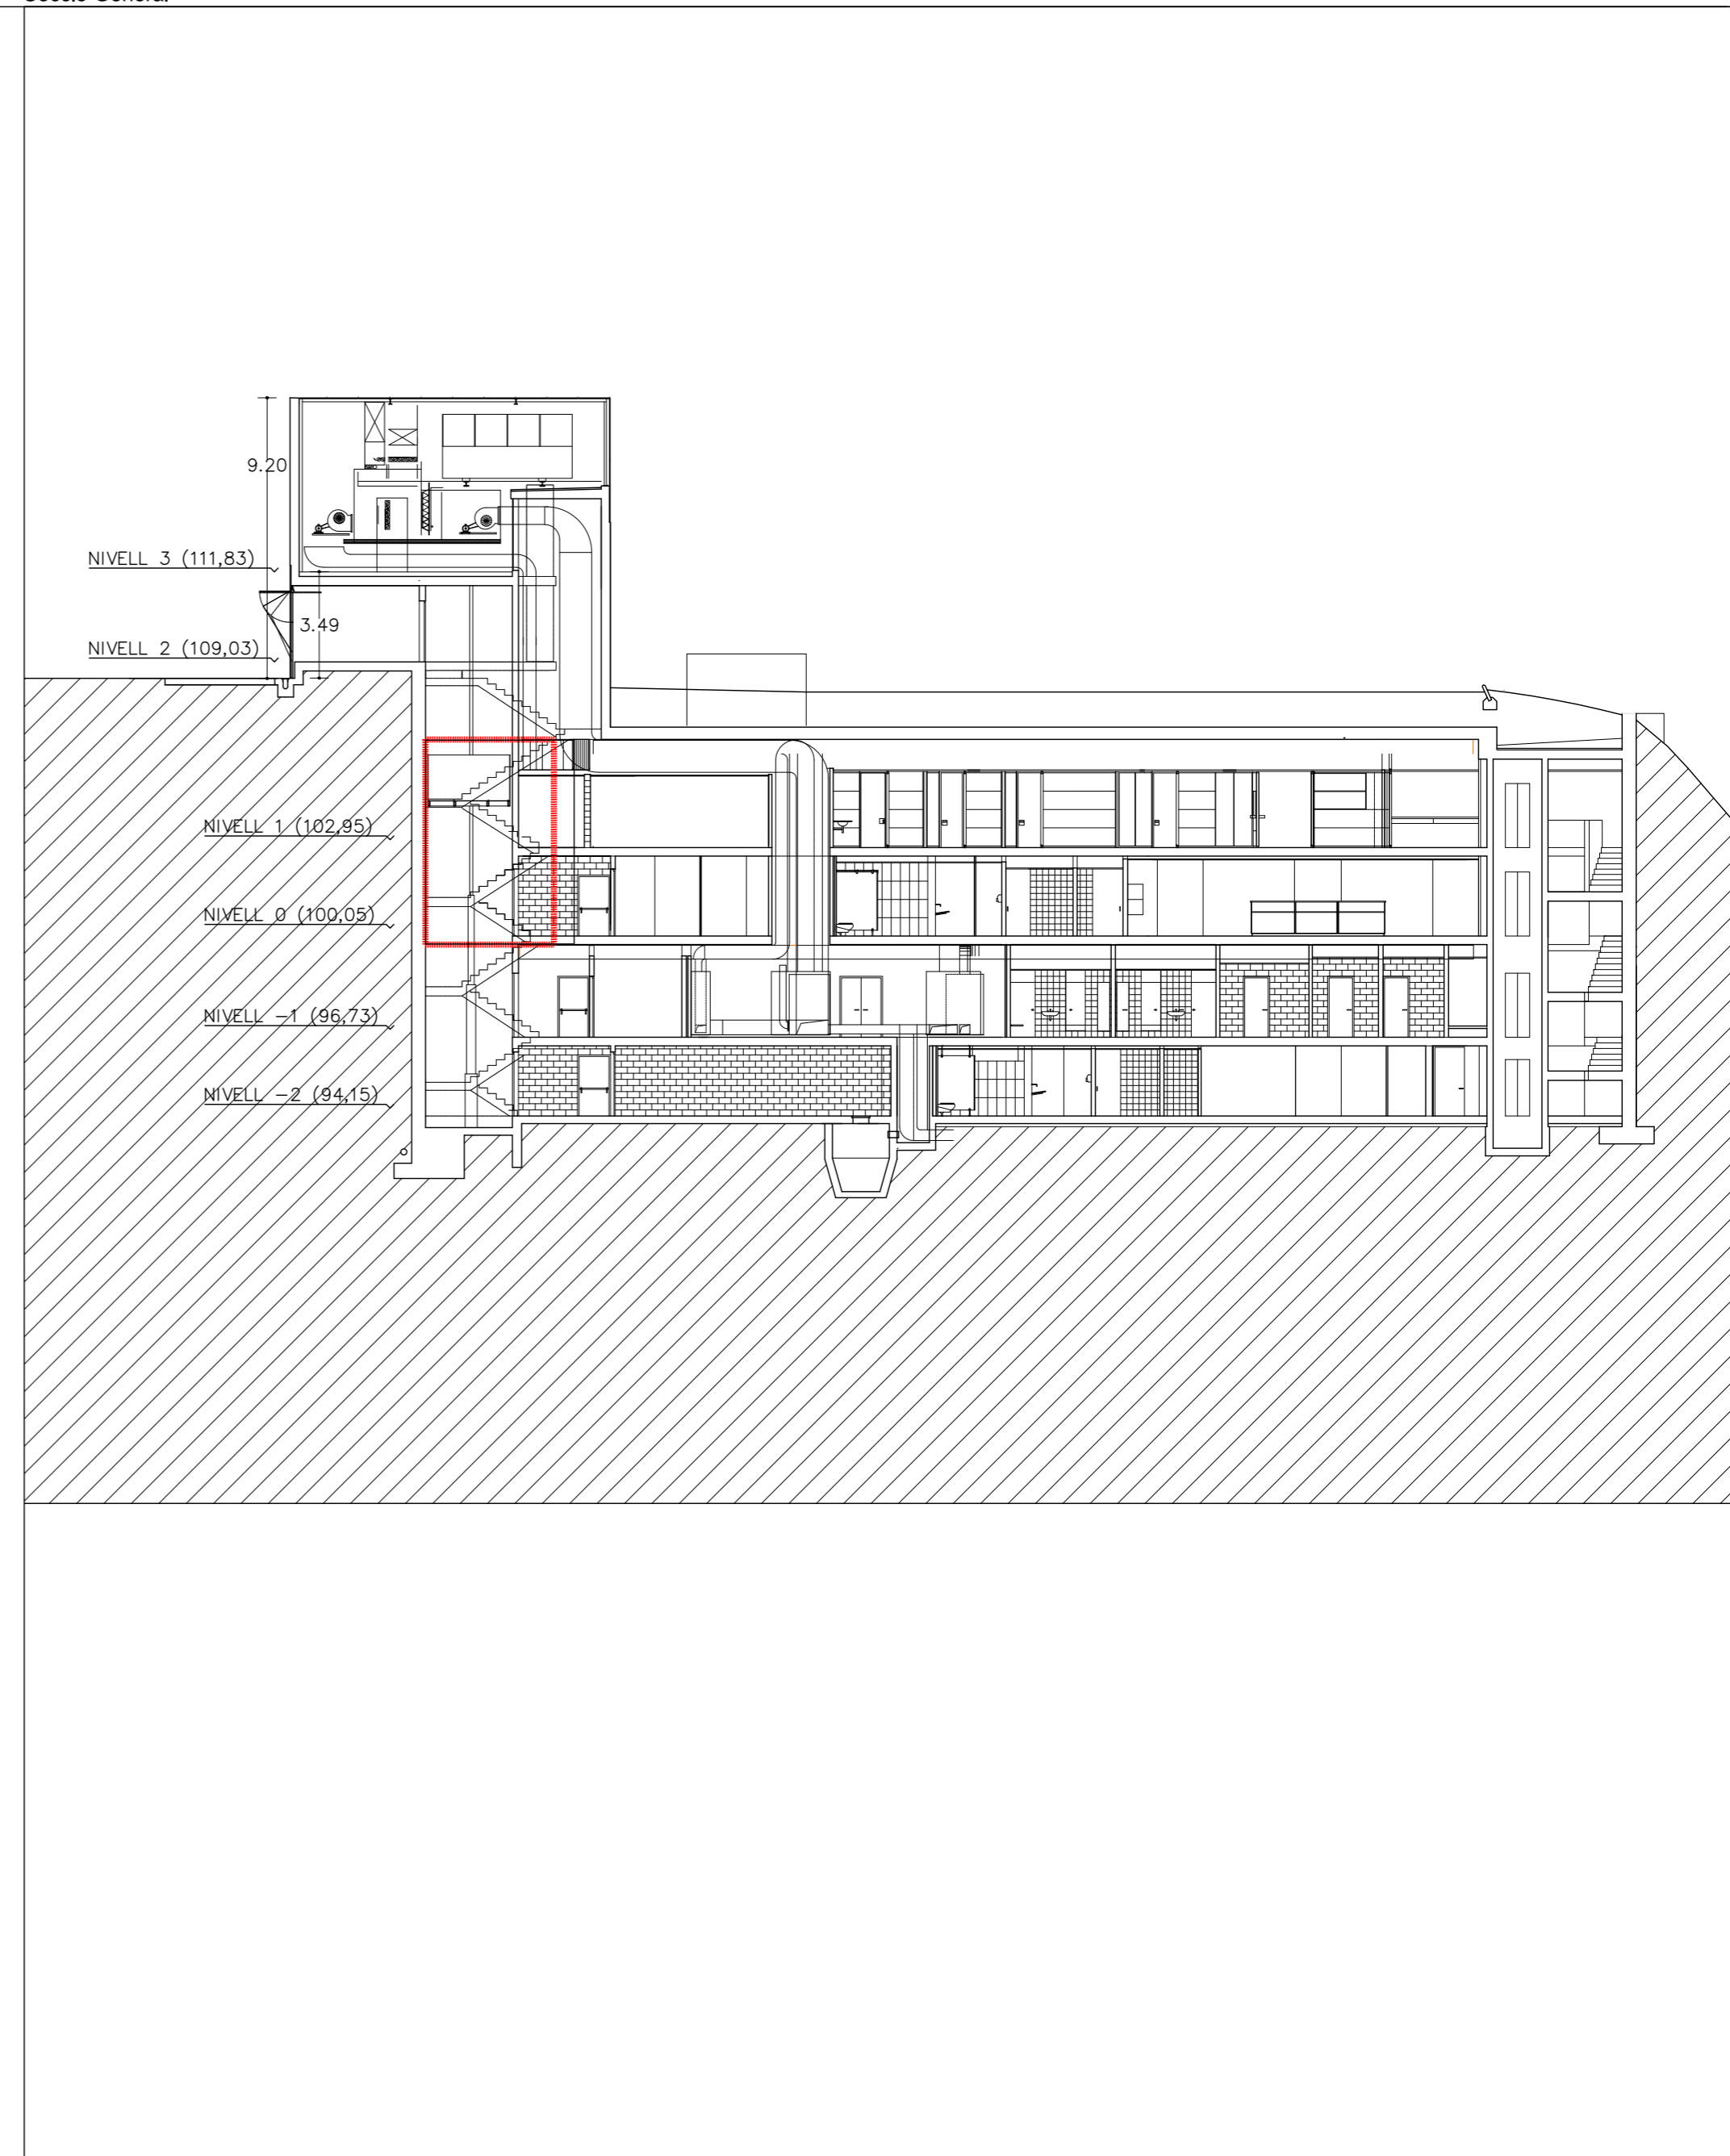 9.20
NIVELL 3 (111,83)
3.49
NIVELL 2 (109,03)
NIVELL 1 (102,95)
NIVELL 0 (100,05)
NIVELL -1 (96,73)
NIVELL -2 (94,15)